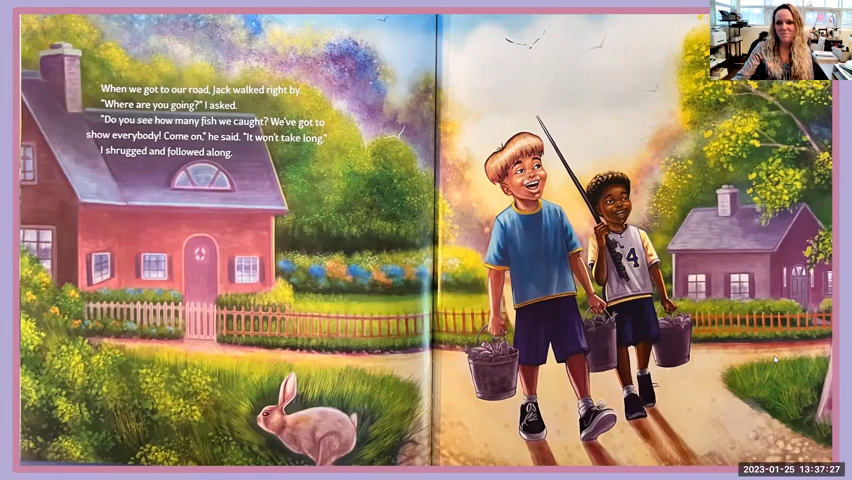 When we got to our road, Jack walked right by.
"Where are you going?" I asked.
"Do you see how many fish we caught? We've got to
show everybody! Come on," he said. "It won't take long."
I shrugged and followed along.
24
2023-01-25 13:37:27